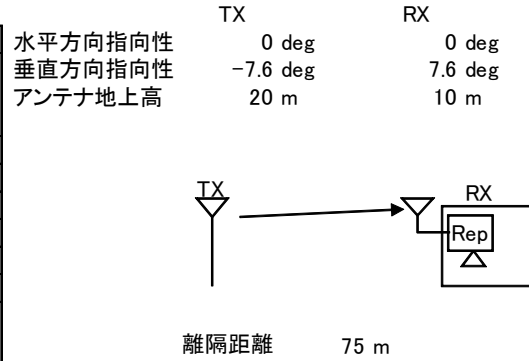 TX RX
水平方向指向性 0 deg 0 deg
垂直方向指向性 -7.6 deg 7.6 deg
アンテナ地上高 20 m 10 m
TX
RX
Rep
離隔距離 75 m